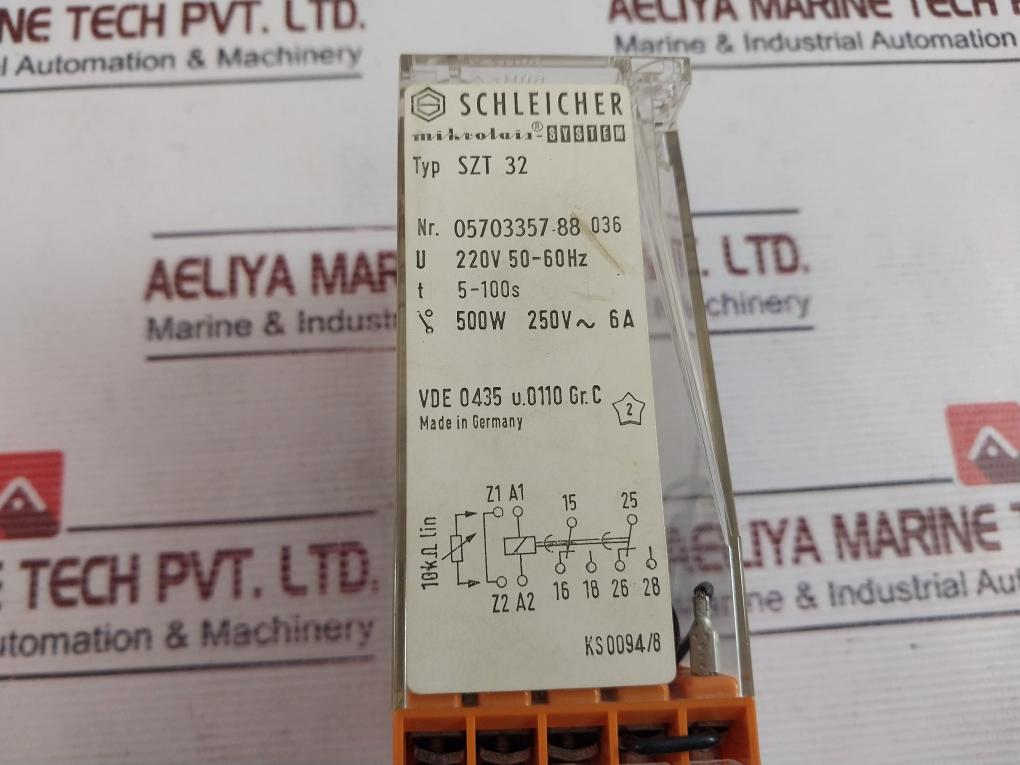 NE TECH PVT. LTD.
l Automation & Machinery
AELIYA MARINE TECH P
Marine & Industrial Automation
SCHLEICHER
mikrolais®-SYSTEM
Typ SZT 32
Nr. 05703357-88 036
U 220V 50-60Hz
t 5-100s
500W 250V~ 6A
VDE 0435 u.0110 Gr.C
2
Made in Germany
Z1 A1 15 25
10kΩ lin
16 18 26 28
Z2 A2
KS0094/8
AELIYA MAR
Marine & Industr
LTD.
hinery
E TECH PVT. LTD.
utomation & Machinery
AELIYA MARINE T
ne & Industrial Aut